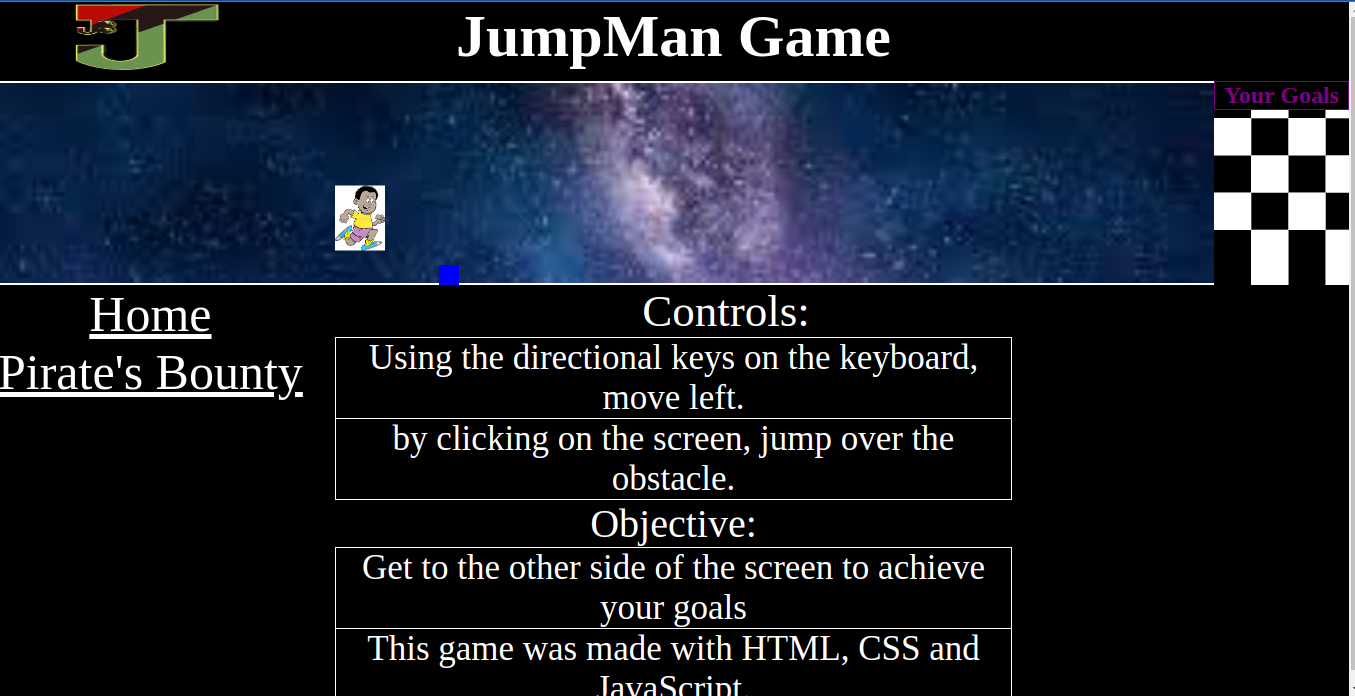 J
JS
JumpMan Game
Your Goals
Home
Pirate's Bounty
Controls:
Using the directional keys on the keyboard,
move left.
by clicking on the screen, jump over the
obstacle.
Objective:
Get to the other side of the screen to achieve
your goals
This game was made with HTML, CSS and
JavaScript.